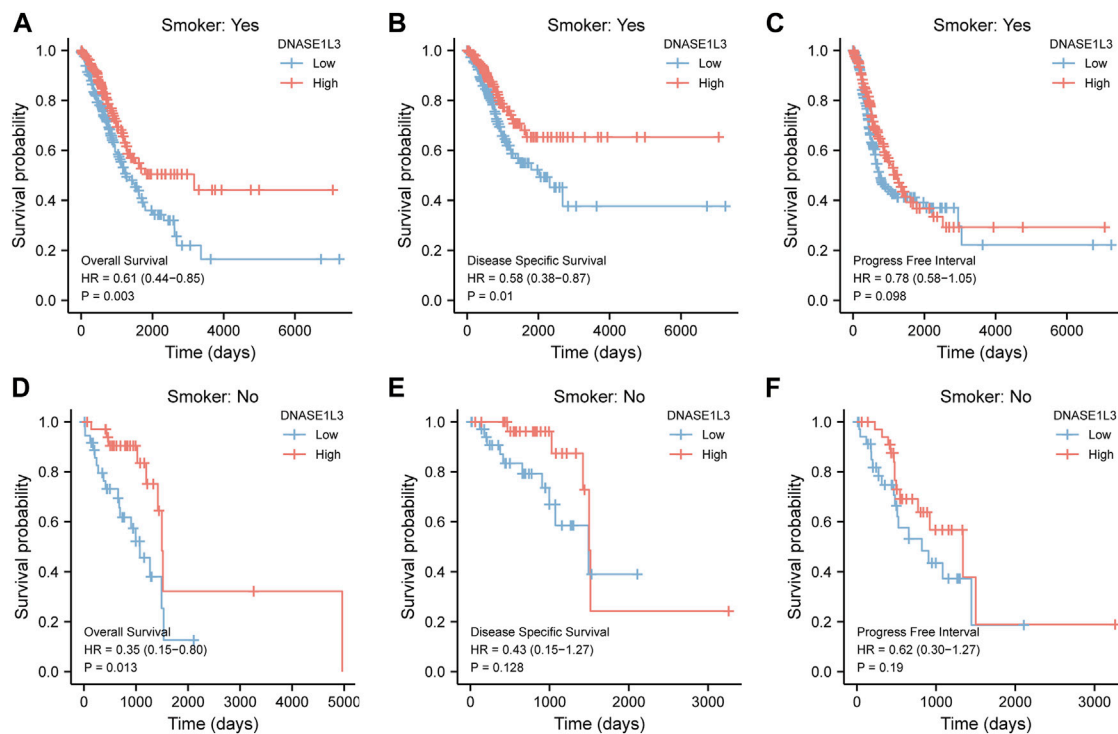 A
Smoker: Yes
DNASE1L3
Low
High
Survival probability
1.0
0.8
0.6
0.4
0.2
0.0
Overall Survival
HR = 0.61 (0.44−0.85)
P = 0.003
0 2000 4000 6000
Time (days)
B
Smoker: Yes
DNASE1L3
Low
High
Survival probability
1.0
0.8
0.6
0.4
0.2
0.0
Disease Specific Survival
HR = 0.58 (0.38−0.87)
P = 0.01
0 2000 4000 6000
Time (days)
C
Smoker: Yes
DNASE1L3
Low
High
Survival probability
1.0
0.8
0.6
0.4
0.2
0.0
Progress Free Interval
HR = 0.78 (0.58−1.05)
P = 0.098
0 2000 4000 6000
Time (days)
D
Smoker: No
DNASE1L3
Low
High
Survival probability
1.0
0.8
0.6
0.4
0.2
0.0
Overall Survival
HR = 0.35 (0.15−0.80)
P = 0.013
0 1000 2000 3000 4000 5000
Time (days)
E
Smoker: No
DNASE1L3
Low
High
Survival probability
1.0
0.8
0.6
0.4
0.2
0.0
Disease Specific Survival
HR = 0.43 (0.15−1.27)
P = 0.128
0 1000 2000 3000
Time (days)
F
Smoker: No
DNASE1L3
Low
High
Survival probability
1.0
0.8
0.6
0.4
0.2
0.0
Progress Free Interval
HR = 0.62 (0.30−1.27)
P = 0.19
0 1000 2000 3000
Time (days)